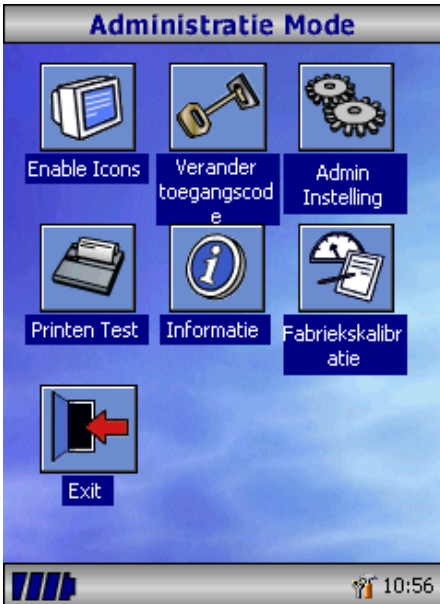 Administratie Mode
Enable Icons
Verander
toegangscod
e
Admin
Instelling
Printen Test
Informatie
Fabriekskalibr
atie
Exit
10:56